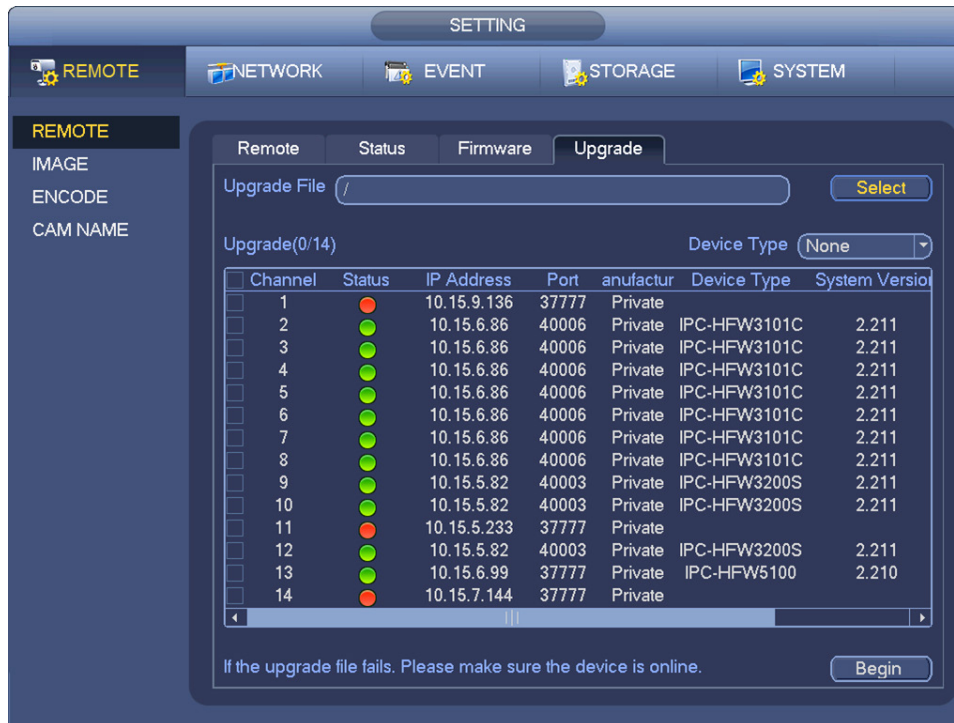 SETTING
REMOTE NETWORK EVENT STORAGE SYSTEM
REMOTE
IMAGE
ENCODE
CAM NAME
Remote Status Firmware Upgrade
Upgrade File / Select
Upgrade(0/14) Device Type None
Channel Status IP Address Port anufactur Device Type System Version
1 10.15.9.136 37777 Private
2 10.15.6.86 40006 Private IPC-HFW3101C 2.211
3 10.15.6.86 40006 Private IPC-HFW3101C 2.211
4 10.15.6.86 40006 Private IPC-HFW3101C 2.211
5 10.15.6.86 40006 Private IPC-HFW3101C 2.211
6 10.15.6.86 40006 Private IPC-HFW3101C 2.211
7 10.15.6.86 40006 Private IPC-HFW3101C 2.211
8 10.15.6.86 40006 Private IPC-HFW3101C 2.211
9 10.15.5.82 40003 Private IPC-HFW3200S 2.211
10 10.15.5.82 40003 Private IPC-HFW3200S 2.211
11 10.15.5.233 37777 Private
12 10.15.5.82 40003 Private IPC-HFW3200S 2.211
13 10.15.6.99 37777 Private IPC-HFW5100 2.210
14 10.15.7.144 37777 Private
If the upgrade file fails. Please make sure the device is online. Begin